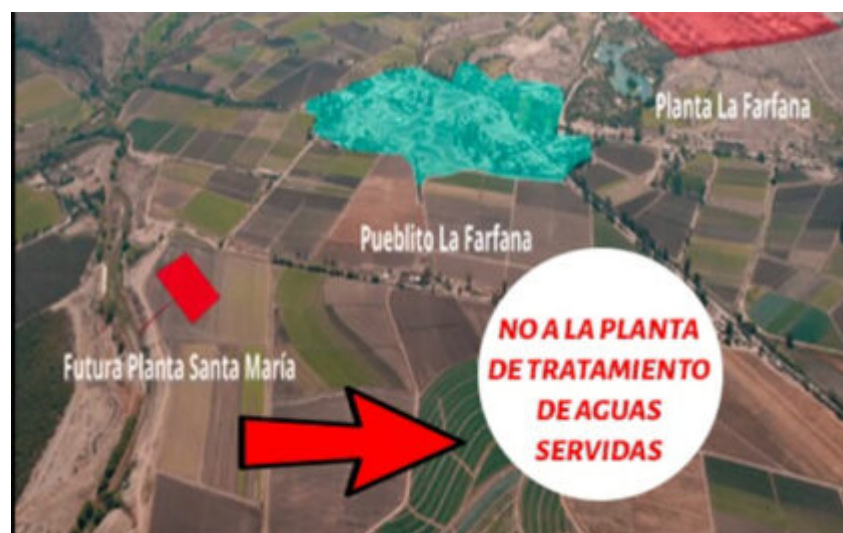 Planta La Farfana
Pueblito La Farfana
Futura Planta Santa María
NO A LA PLANTA
DE TRATAMIENTO
DE AGUAS
SERVIDAS